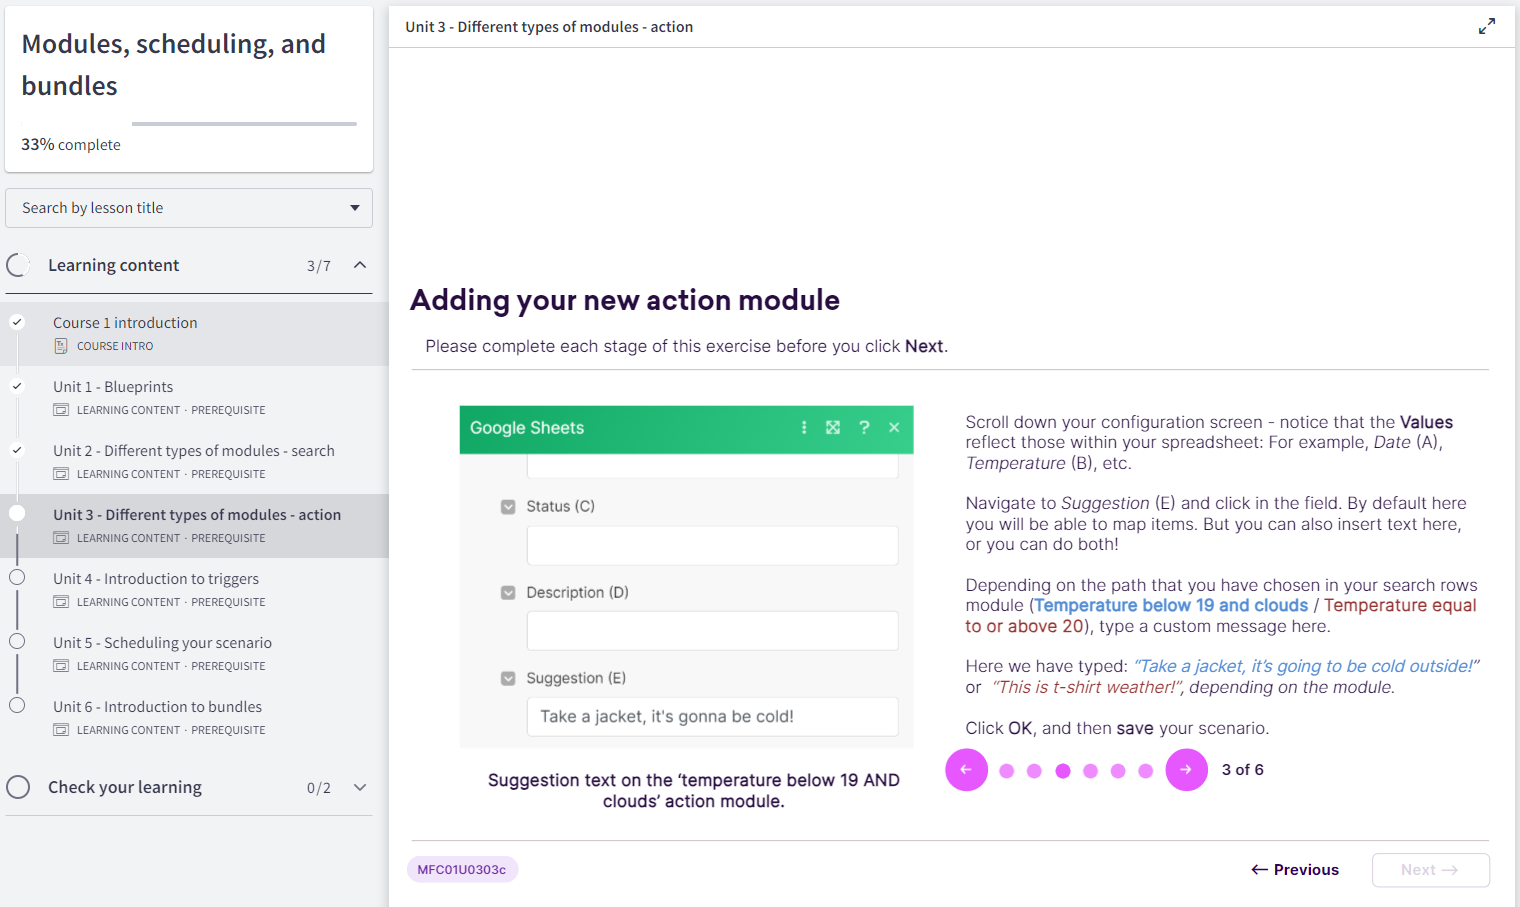 Modules, scheduling, and
bundles
33% complete
Search by lesson title
Learning content 3/7
Course 1 introduction
COURSE INTRO
Unit 1 - Blueprints
LEARNING CONTENT · PREREQUISITE
Unit 2 - Different types of modules - search
LEARNING CONTENT · PREREQUISITE
Unit 3 - Different types of modules - action
LEARNING CONTENT · PREREQUISITE
Unit 4 - Introduction to triggers
LEARNING CONTENT · PREREQUISITE
Unit 5 - Scheduling your scenario
LEARNING CONTENT · PREREQUISITE
Unit 6 - Introduction to bundles
LEARNING CONTENT · PREREQUISITE
Check your learning 0/2
Unit 3 - Different types of modules - action
Adding your new action module
Please complete each stage of this exercise before you click Next.
Google Sheets
Status (C)
Description (D)
Suggestion (E)
Take a jacket, it's gonna be cold!
Suggestion text on the ‘temperature below 19 AND
clouds’ action module.
Scroll down your configuration screen - notice that the Values
reflect those within your spreadsheet: For example, Date (A),
Temperature (B), etc.
Navigate to Suggestion (E) and click in the field. By default here
you will be able to map items. But you can also insert text here,
or you can do both!
Depending on the path that you have chosen in your search rows
module (Temperature below 19 and clouds / Temperature equal
to or above 20), type a custom message here.
Here we have typed: “Take a jacket, it’s going to be cold outside!”
or “This is t-shirt weather!”, depending on the module.
Click OK, and then save your scenario.
← → 3 of 6
MFC01U0303c
← Previous
Next →